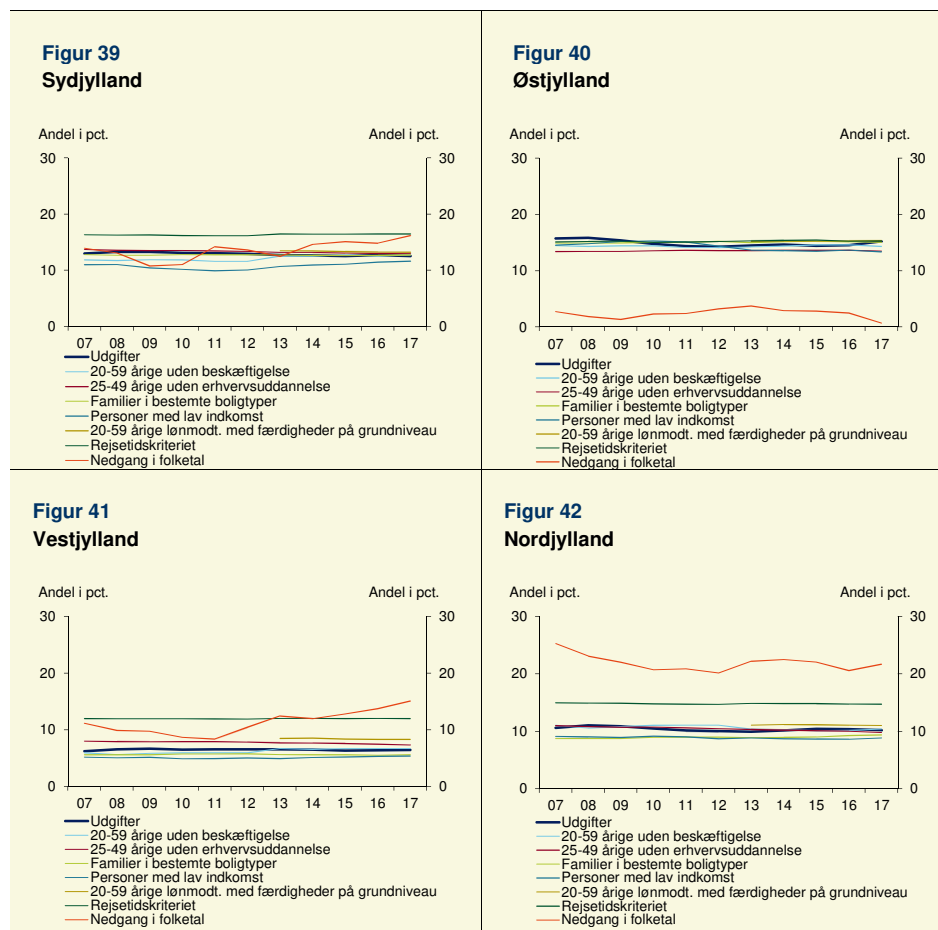 Figur 39
Sydjylland
Andel i pct. Andel i pct.
30 30
20 20
10 10
0 0
07 08 09 10 11 12 13 14 15 16 17
Udgifter
20-59 årige uden beskæftigelse
25-49 årige uden erhvervsuddannelse
Familier i bestemte boligtyper
Personer med lav indkomst
20-59 årige lønmodt. med færdigheder på grundniveau
Rejsetidskriteriet
Nedgang i folketal
Figur 40
Østjylland
Andel i pct. Andel i pct.
30 30
20 20
10 10
0 0
07 08 09 10 11 12 13 14 15 16 17
Udgifter
20-59 årige uden beskæftigelse
25-49 årige uden erhvervsuddannelse
Familier i bestemte boligtyper
Personer med lav indkomst
20-59 årige lønmodt. med færdigheder på grundniveau
Rejsetidskriteriet
Nedgang i folketal
Figur 41
Vestjylland
Andel i pct. Andel i pct.
30 30
20 20
10 10
0 0
07 08 09 10 11 12 13 14 15 16 17
Udgifter
20-59 årige uden beskæftigelse
25-49 årige uden erhvervsuddannelse
Familier i bestemte boligtyper
Personer med lav indkomst
20-59 årige lønmodt. med færdigheder på grundniveau
Rejsetidskriteriet
Nedgang i folketal
Figur 42
Nordjylland
Andel i pct. Andel i pct.
30 30
20 20
10 10
0 0
07 08 09 10 11 12 13 14 15 16 17
Udgifter
20-59 årige uden beskæftigelse
25-49 årige uden erhvervsuddannelse
Familier i bestemte boligtyper
Personer med lav indkomst
20-59 årige lønmodt. med færdigheder på grundniveau
Rejsetidskriteriet
Nedgang i folketal